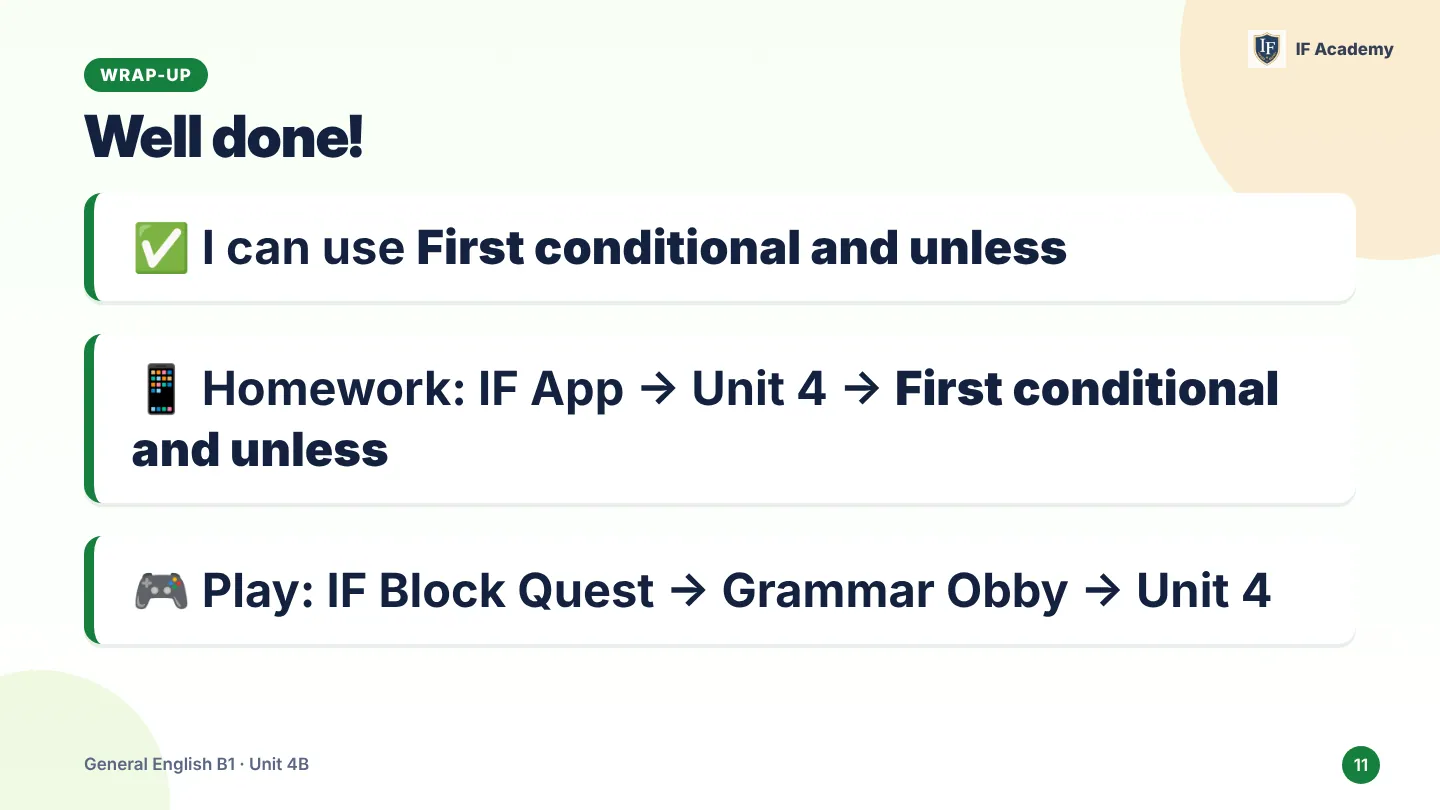 IF Academy
WRAP-UP
Well done!
✅ I can use First conditional and unless
📱 Homework: IF App → Unit 4 → First conditional
and unless
🎮 Play: IF Block Quest → Grammar Obby → Unit 4
General English B1 · Unit 4B
11